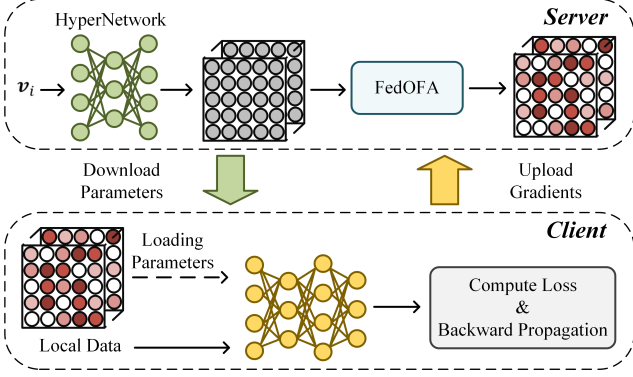 HyperNetwork
Server
v_i
FedOFA
Download
Parameters
Upload
Gradients
Client
Loading
Parameters
Local Data
Compute Loss
&
Backward Propagation